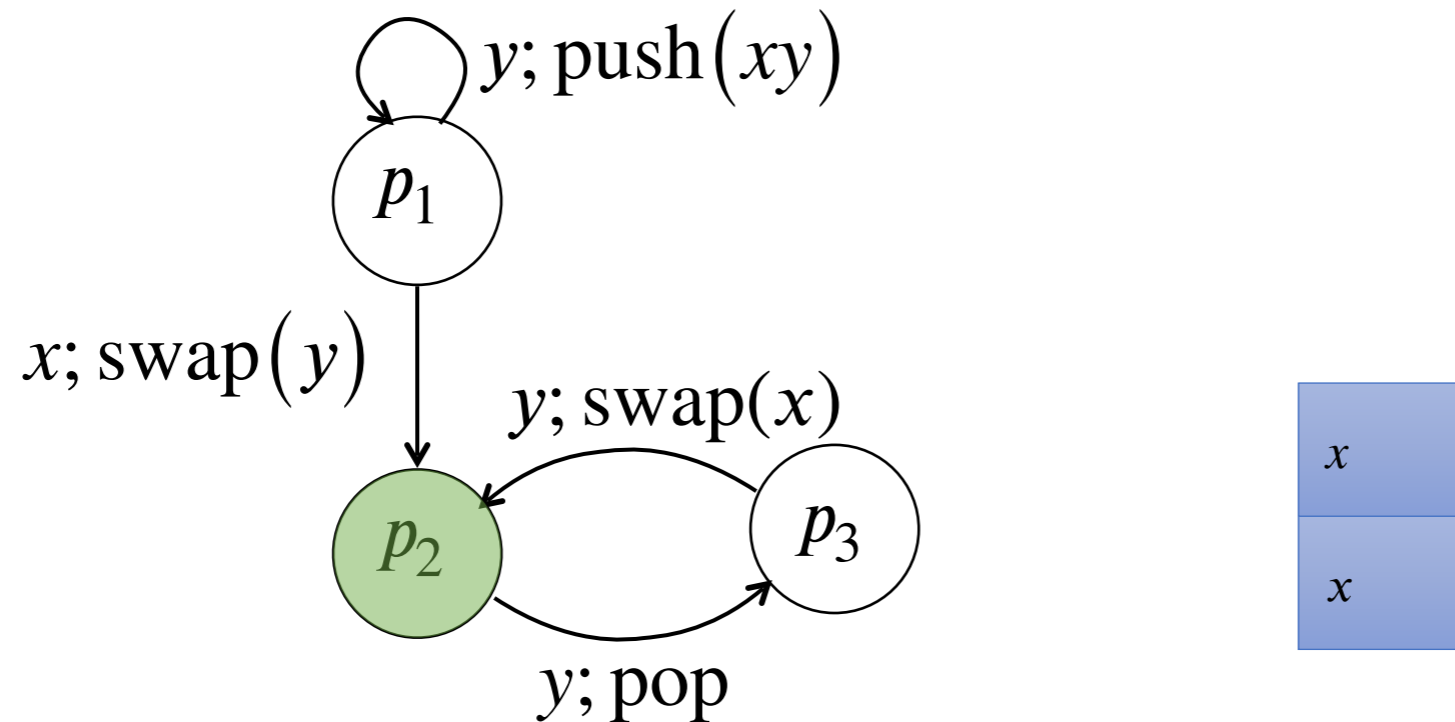 y; push(xy)
p₁
x; swap(y)
y; swap(x)
x
p₂
p₃
x
y; pop